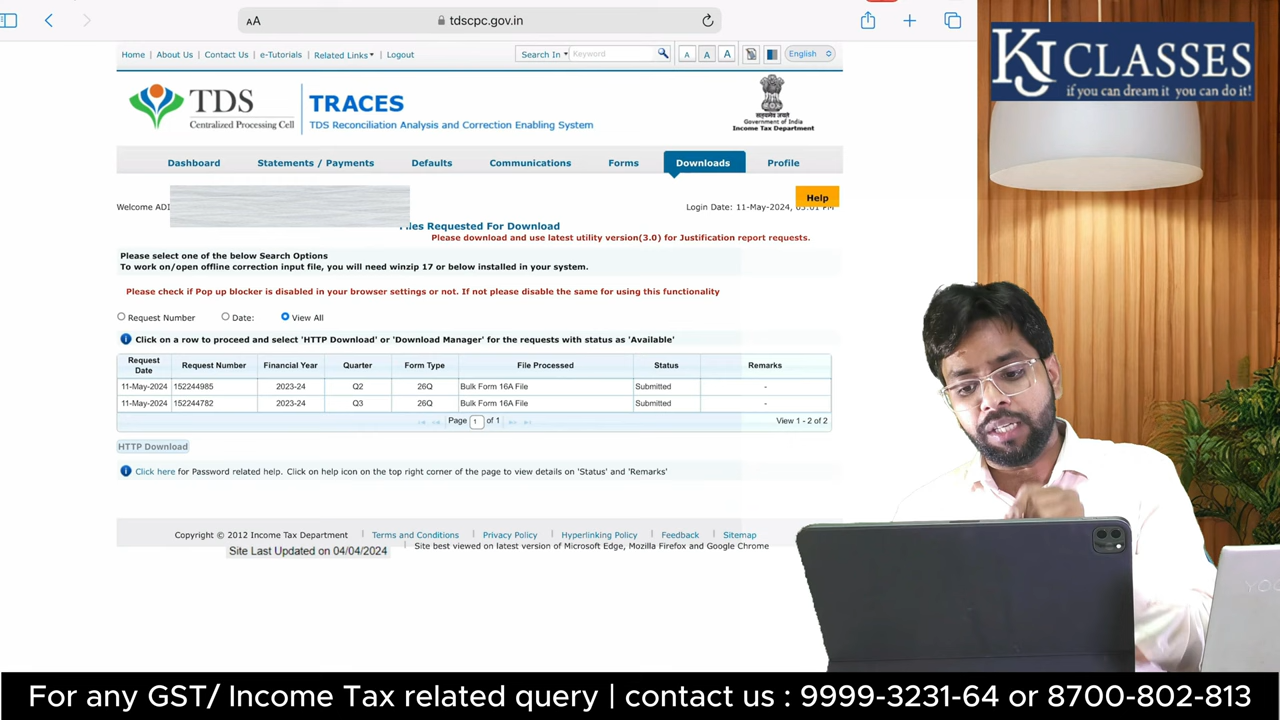 AA
tdscpc.gov.in
Home | About Us | Contact Us | e-Tutorials | Related Links | Logout
Search In Keyword
A A A
English
TDS
Centralized Processing Cell
TRACES
TDS Reconciliation Analysis and Correction Enabling System
सत्यमेव जयते
Government of India
Income Tax Department
KJ CLASSES
if you can dream it you can do it!
Dashboard Statements / Payments Defaults Communications Forms Downloads Profile
Help
Welcome ADI
Login Date: 11-May-2024,
Files Requested For Download
Please download and use latest utility version(3.0) for Justification report requests.
Please select one of the below Search Options
To work on/open offline correction input file, you will need winzip 17 or below installed in your system.
Please check if Pop up blocker is disabled in your browser settings or not. If not please disable the same for using this functionality
Request Number Date: View All
Click on a row to proceed and select 'HTTP Download' or 'Download Manager' for the requests with status as 'Available'
Request Date Request Number Financial Year Quarter Form Type File Processed Status Remarks
11-May-2024 152244985 2023-24 Q2 26Q Bulk Form 16A File Submitted -
11-May-2024 152244782 2023-24 Q3 26Q Bulk Form 16A File Submitted -
Page 1 of 1 View 1 - 2 of 2
HTTP Download
Click here for Password related help. Click on help icon on the top right corner of the page to view details on 'Status' and 'Remarks'
Copyright © 2012 Income Tax Department | Terms and Conditions | Privacy Policy | Hyperlinking Policy | Feedback | Sitemap
Site Last Updated on 04/04/2024 | Site best viewed on latest version of Microsoft Edge, Mozilla Firefox and Google Chrome
For any GST/ Income Tax related query | contact us : 9999-3231-64 or 8700-802-813